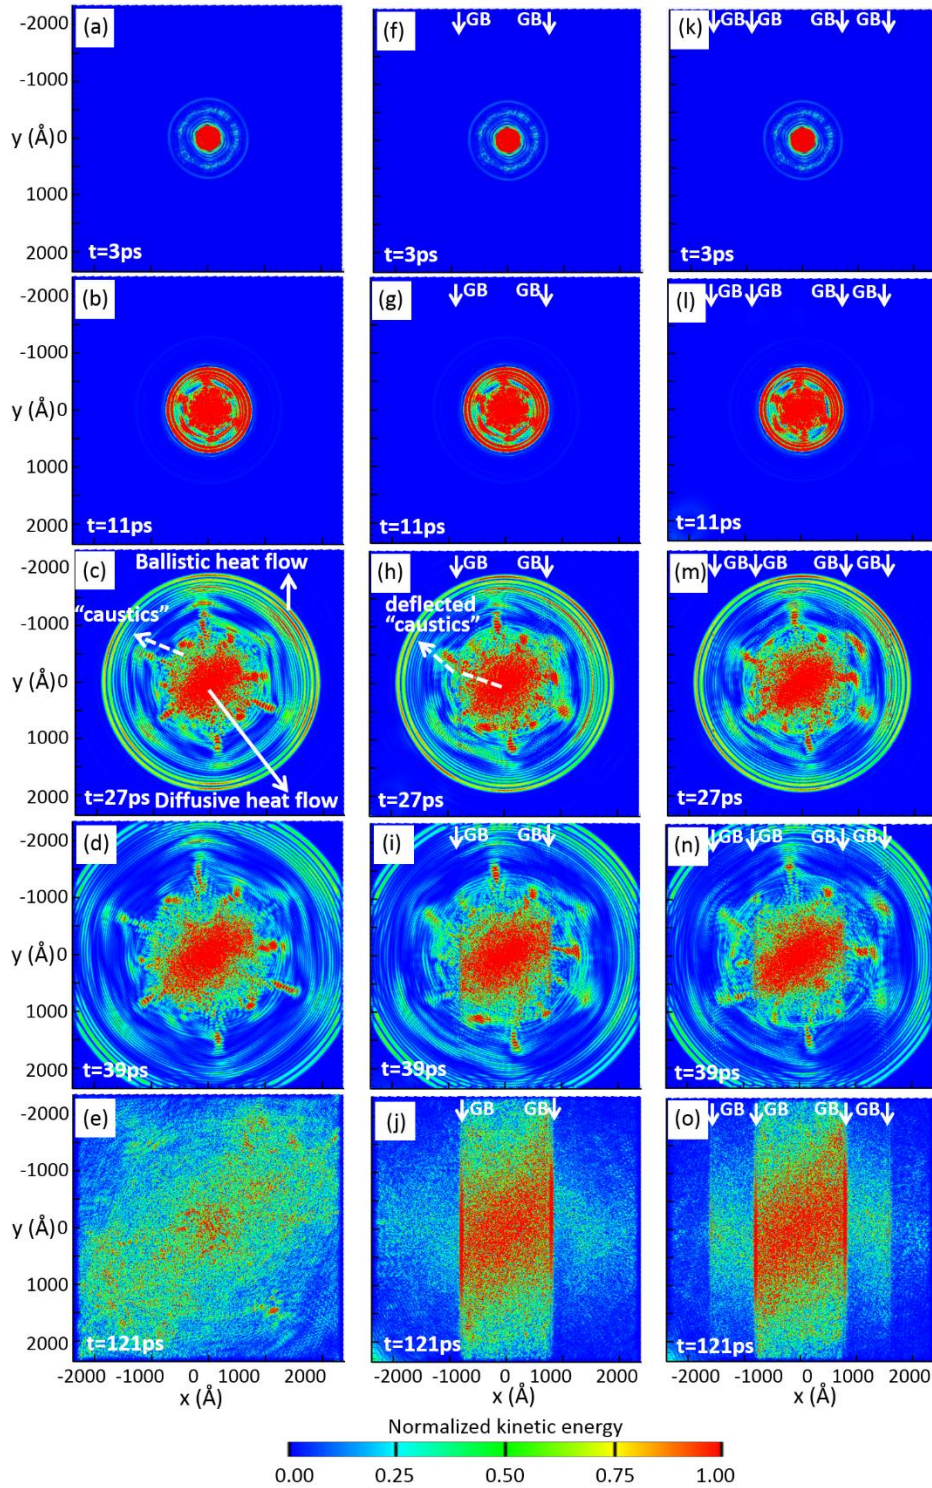 (a)
(f)
GB GB
(k)
GB GB GB GB
-2000
-1000
y (Å) 0
1000
2000
t=3ps
t=3ps
t=3ps
(b)
(g)
GB GB
(l)
GB GB GB GB
-2000
-1000
y (Å) 0
1000
2000
t=11ps
t=11ps
t=11ps
(c)
Ballistic heat flow
“caustics”
(h)
GB GB
deflected
“caustics”
(m)
GB GB GB GB
-2000
-1000
y (Å) 0
1000
2000
t=27ps
Diffusive heat flow
t=27ps
t=27ps
(d)
(i)
GB GB
(n)
GB GB GB GB
-2000
-1000
y (Å) 0
1000
2000
t=39ps
t=39ps
t=39ps
(e)
(j)
GB GB
(o)
GB GB GB GB
-2000
-1000
y (Å) 0
1000
2000
t=121ps
t=121ps
t=121ps
-2000 -1000 0 1000 2000
-2000 -1000 0 1000 2000
-2000 -1000 0 1000 2000
x (Å)
x (Å)
x (Å)
Normalized kinetic energy
0.00 0.25 0.50 0.75 1.00